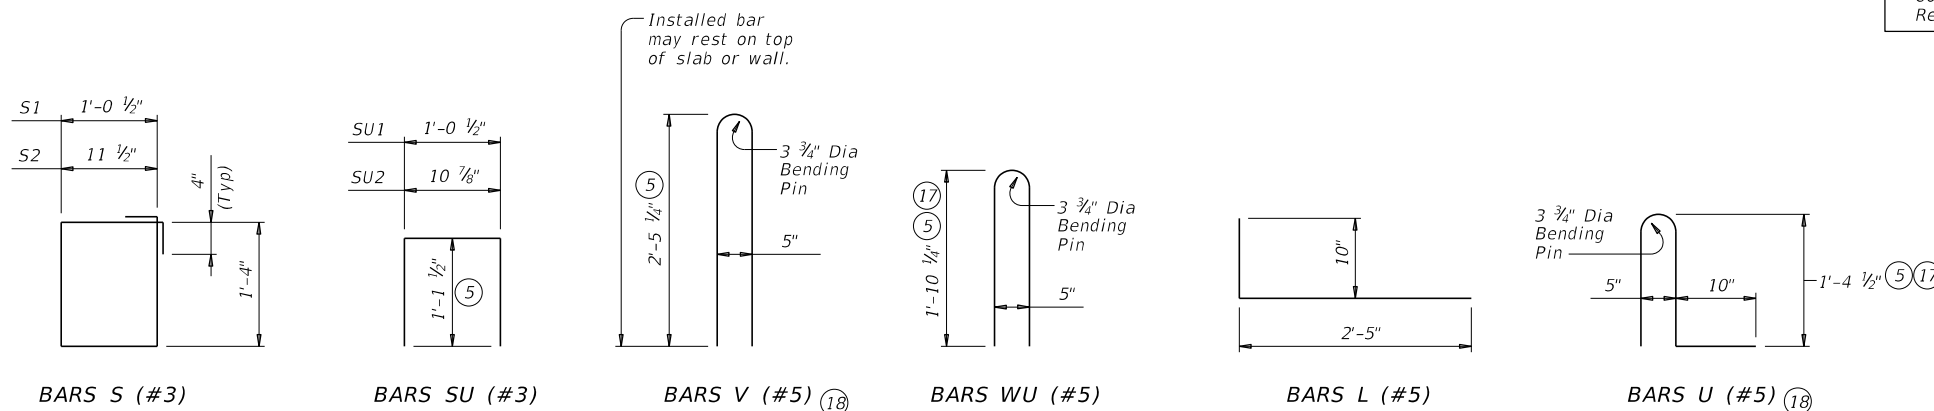 Installed bar
may rest on top
of slab or wall.
Re
S1
1'-0 ½"
S2
11 ½"
4"
(Typ)
1'-4"
BARS S (#3)
SU1
1'-0 ½"
SU2
10 ⅞"
1'-1 ½"
5
BARS SU (#3)
2'-5 ¼"
5
3 ¾" Dia
Bending
Pin
5"
BARS V (#5)
18
17
5
1'-10 ¼"
3 ¾" Dia
Bending
Pin
5"
BARS WU (#5)
10"
2'-5"
BARS L (#5)
3 ¾" Dia
Bending
Pin
5"
10"
1'-4 ½"
5
17
BARS U (#5)
18